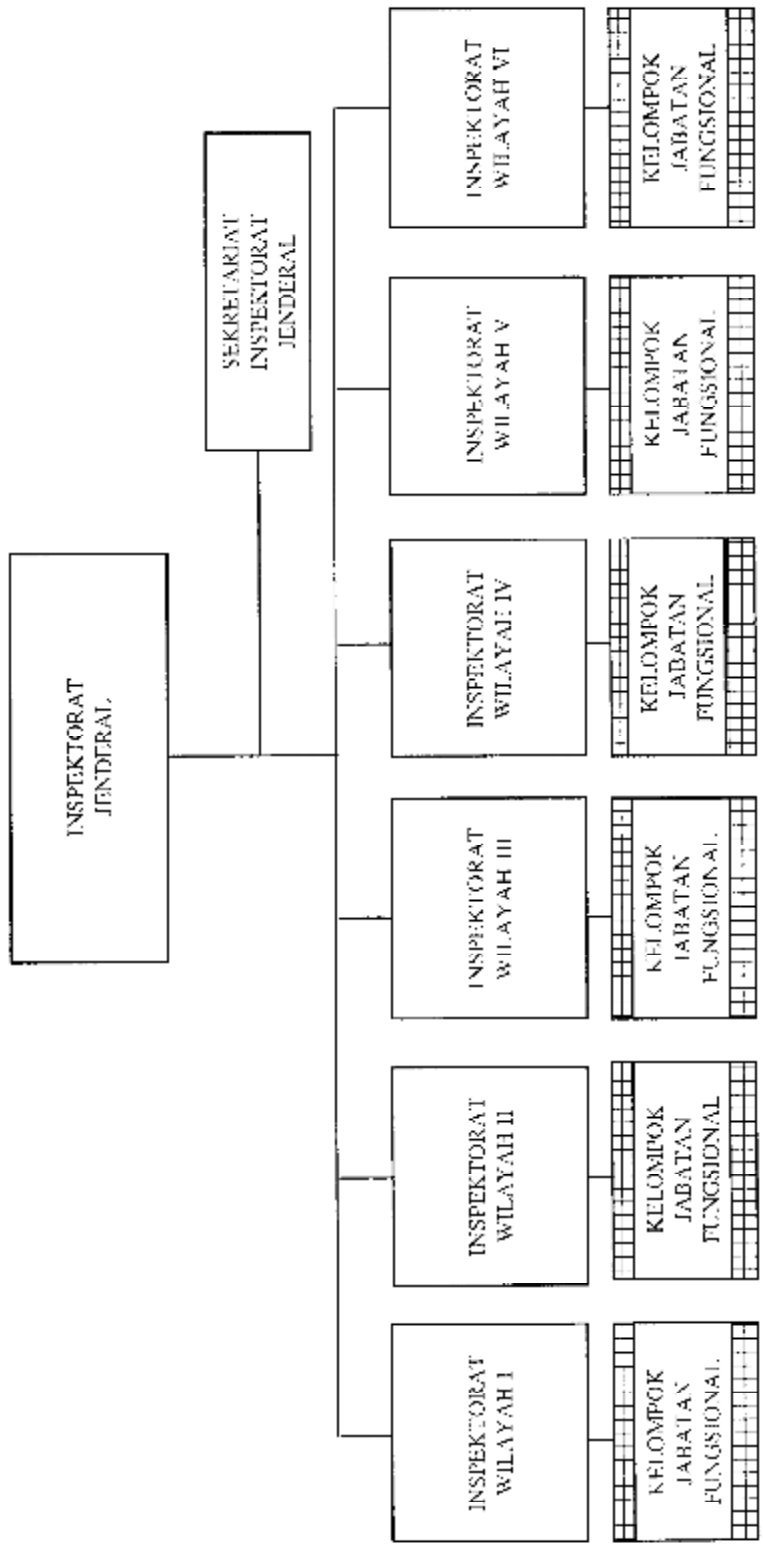 INSPEKTORAT
JENDERAL
SEKRETARIAT
INSPEKTORAT
JENDERAL
INSPEKTORAT
WILAYAH I
INSPEKTORAT
WILAYAH II
INSPEKTORAT
WILAYAH III
INSPEKTORAT
WILAYAH IV
INSPEKTORAT
WILAYAH V
INSPEKTORAT
WILAYAH VI
KELOMPOK
JABATAN
FUNGSIONAL
KELOMPOK
JABATAN
FUNGSIONAL
KELOMPOK
JABATAN
FUNGSIONAL
KELOMPOK
JABATAN
FUNGSIONAL
KELOMPOK
JABATAN
FUNGSIONAL
KELOMPOK
JABATAN
FUNGSIONAL